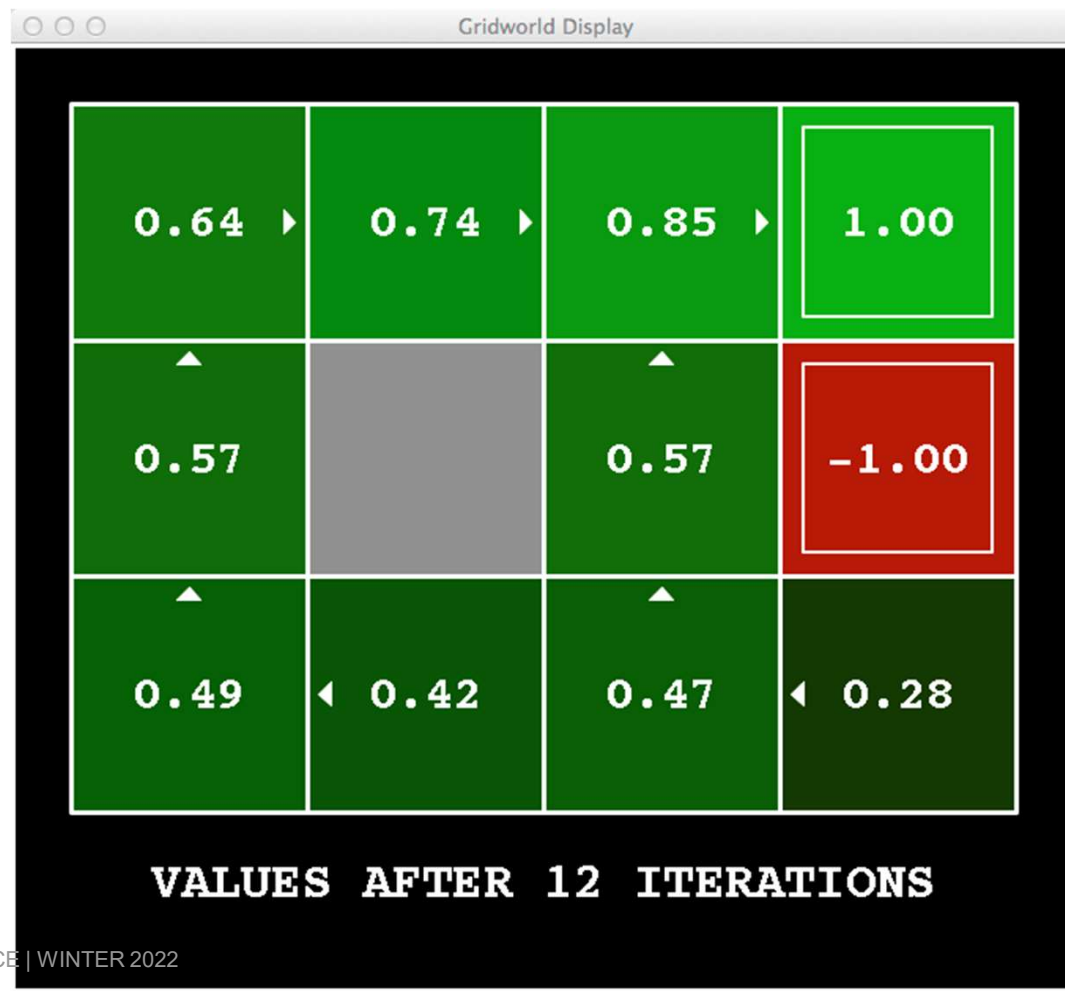 Gridworld Display
0.64 0.74 0.85 1.00
0.57 0.57 -1.00
0.49 0.42 0.47 0.28
VALUES AFTER 12 ITERATIONS
| WINTER 2022